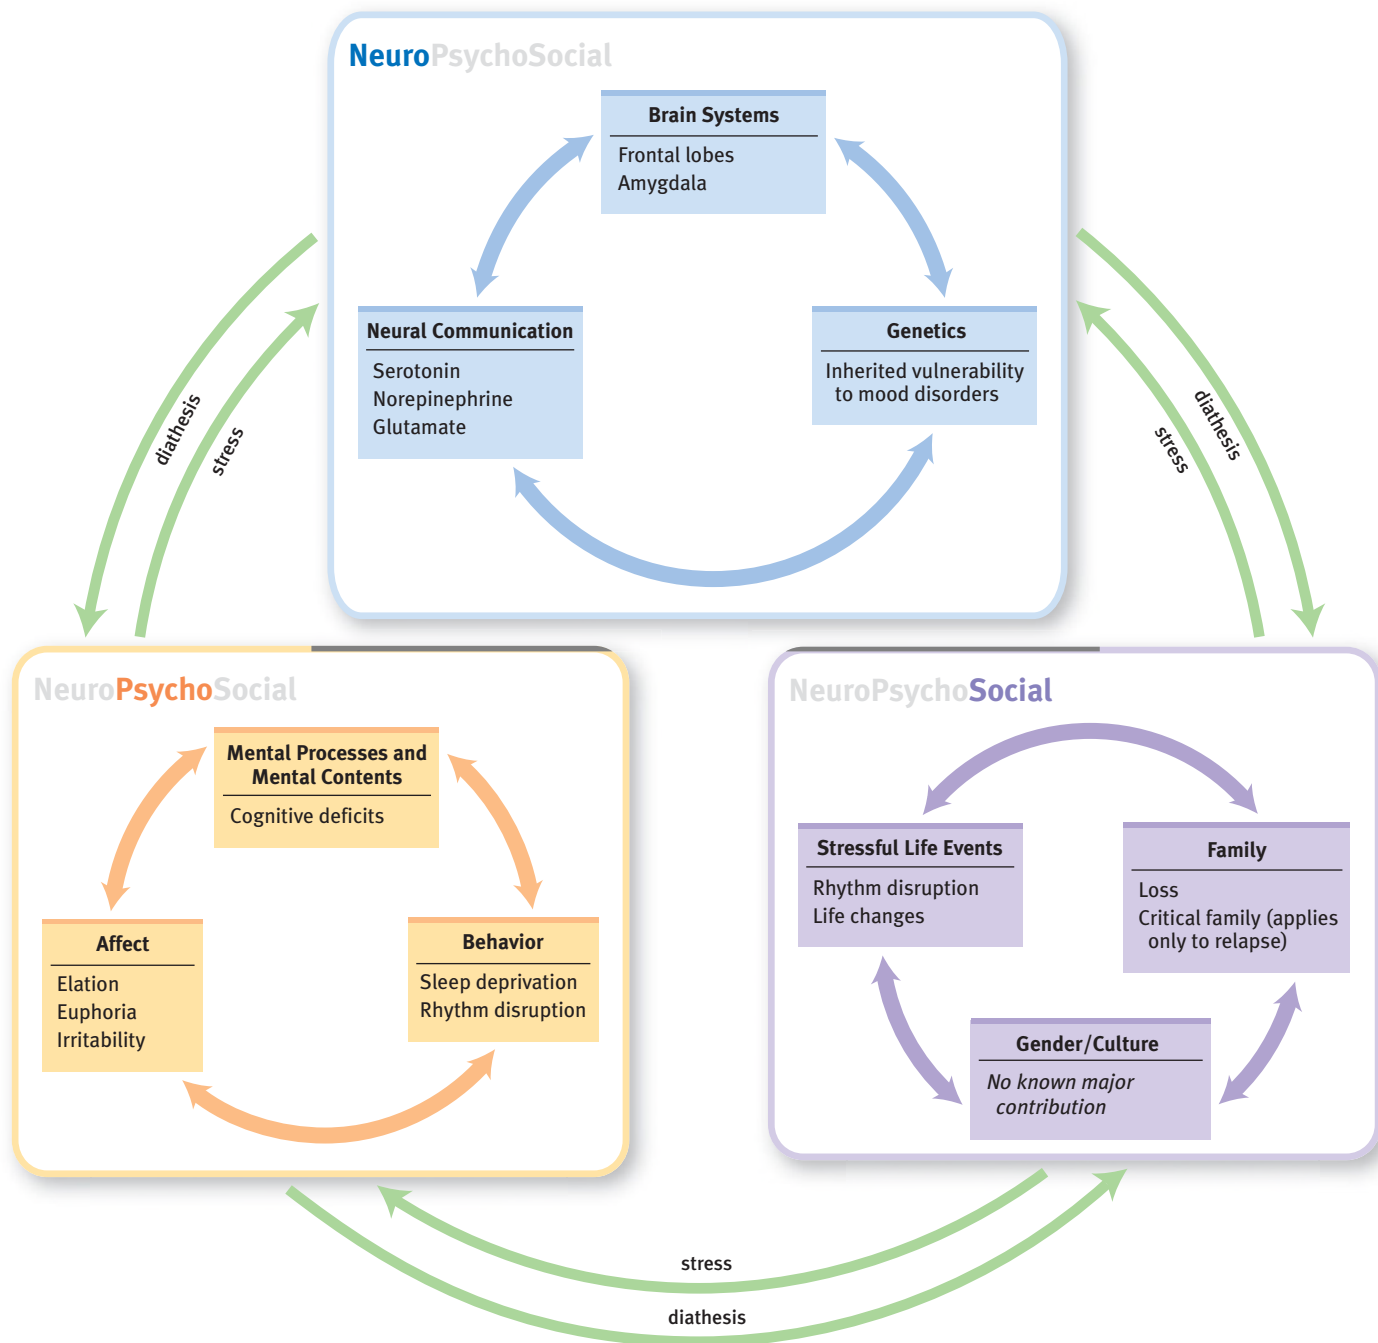 NeuroPsychoSocial
Brain Systems
Frontal lobes
Amygdala
Neural Communication
Serotonin
Norepinephrine
Glutamate
Genetics
Inherited vulnerability
to mood disorders
diathesis
stress
stress
diathesis
NeuroPsychoSocial
Mental Processes and
Mental Contents
Cognitive deficits
Affect
Elation
Euphoria
Irritability
Behavior
Sleep deprivation
Rhythm disruption
NeuroPsychoSocial
Stressful Life Events
Rhythm disruption
Life changes
Family
Loss
Critical family (applies
only to relapse)
Gender/Culture
No known major
contribution
stress
diathesis